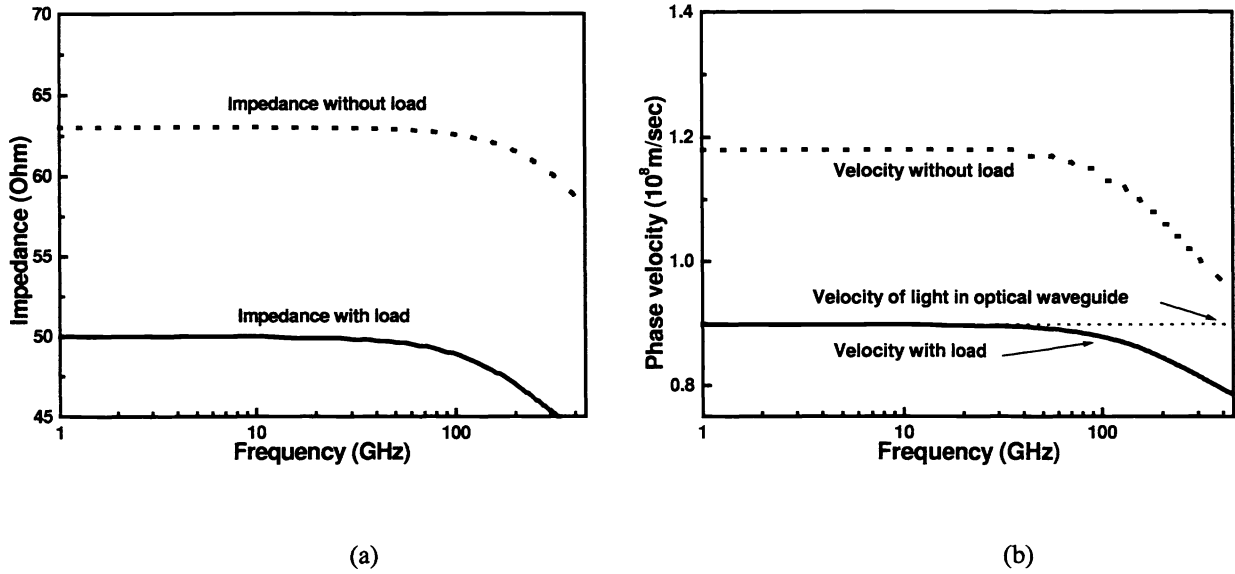 70
65
60
55
50
45
Impedance (Ohm)
Impedance without load
Impedance with load
1
10
100
Frequency (GHz)
(a)
1.4
1.2
1.0
0.8
Phase velocity (10⁸m/sec)
Velocity without load
Velocity of light in optical waveguide
Velocity with load
1
10
100
Frequency (GHz)
(b)